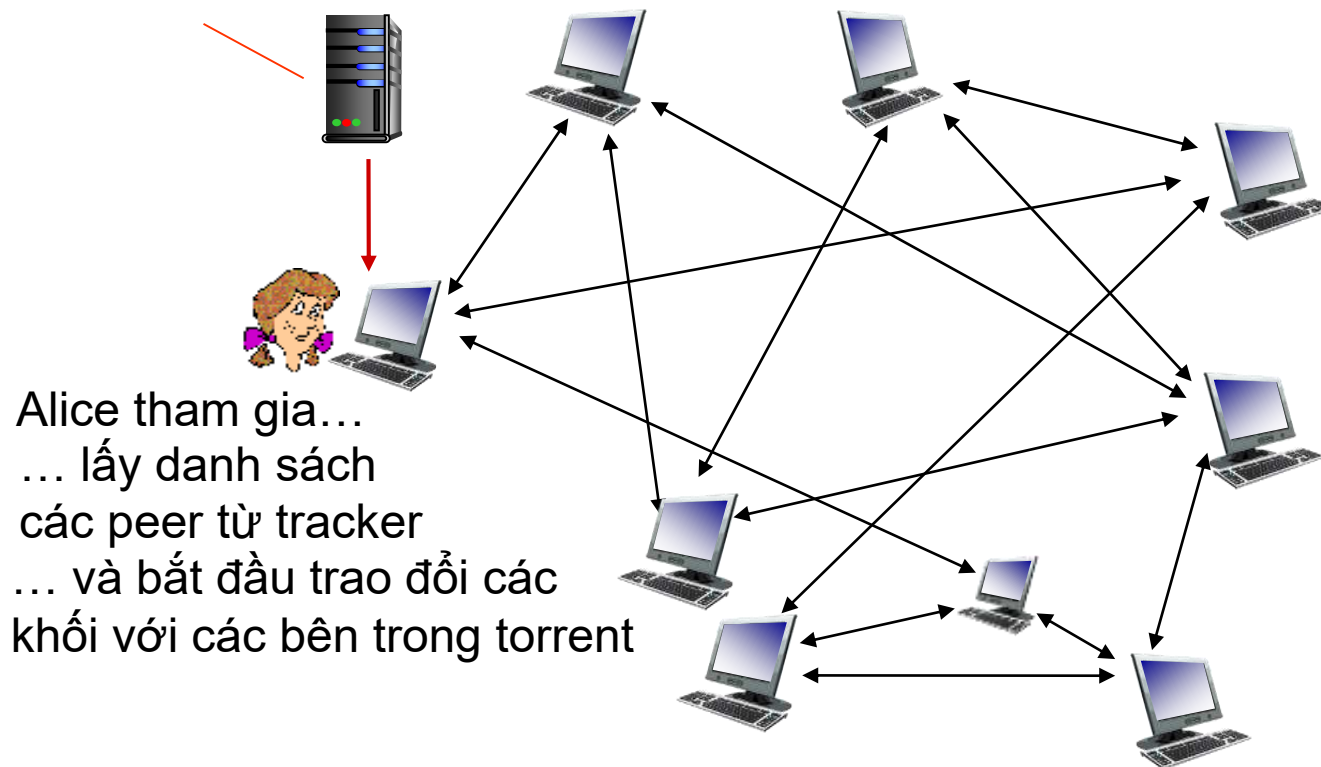 Alice tham gia…
… lấy danh sách
các peer từ tracker
… và bắt đầu trao đổi các
khối với các bên trong torrent